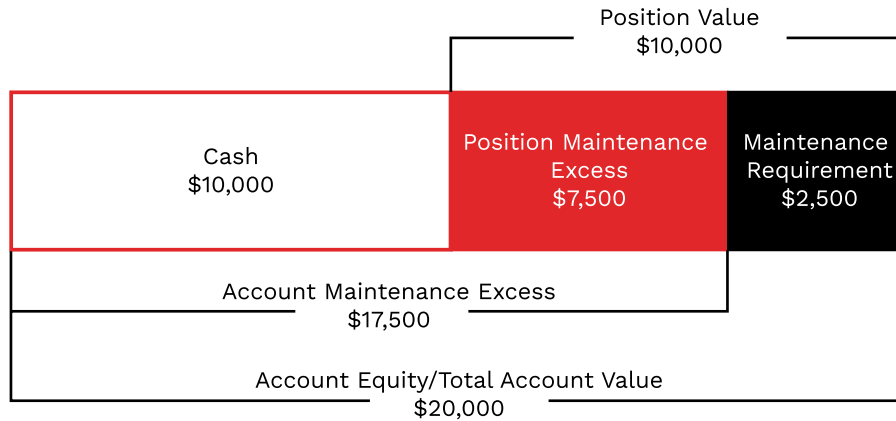 Position Value
$10,000
Cash
$10,000
Position Maintenance
Excess
$7,500
Maintenance
Requirement
$2,500
Account Maintenance Excess
$17,500
Account Equity/Total Account Value
$20,000